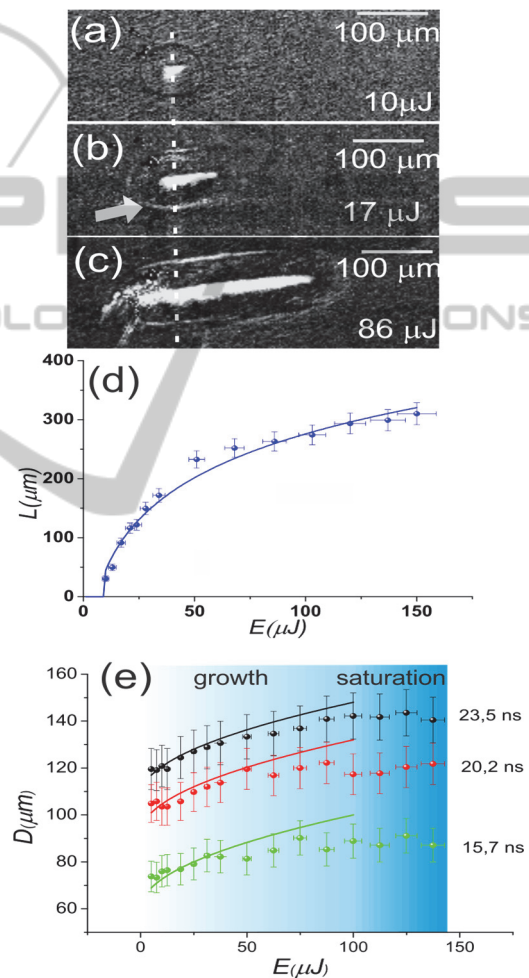 (a)
100 μm
10μJ
(b)
100 μm
17 μJ
(c)
100 μm
86 μJ
(d)
400
300
200
100
0
L(μm)
0 50 100 150
E(μJ)
(e)
growth saturation
160
140
120
100
80
60
D(μm)
23,5 ns
20,2 ns
15,7 ns
0 50 100 150
E(μJ)